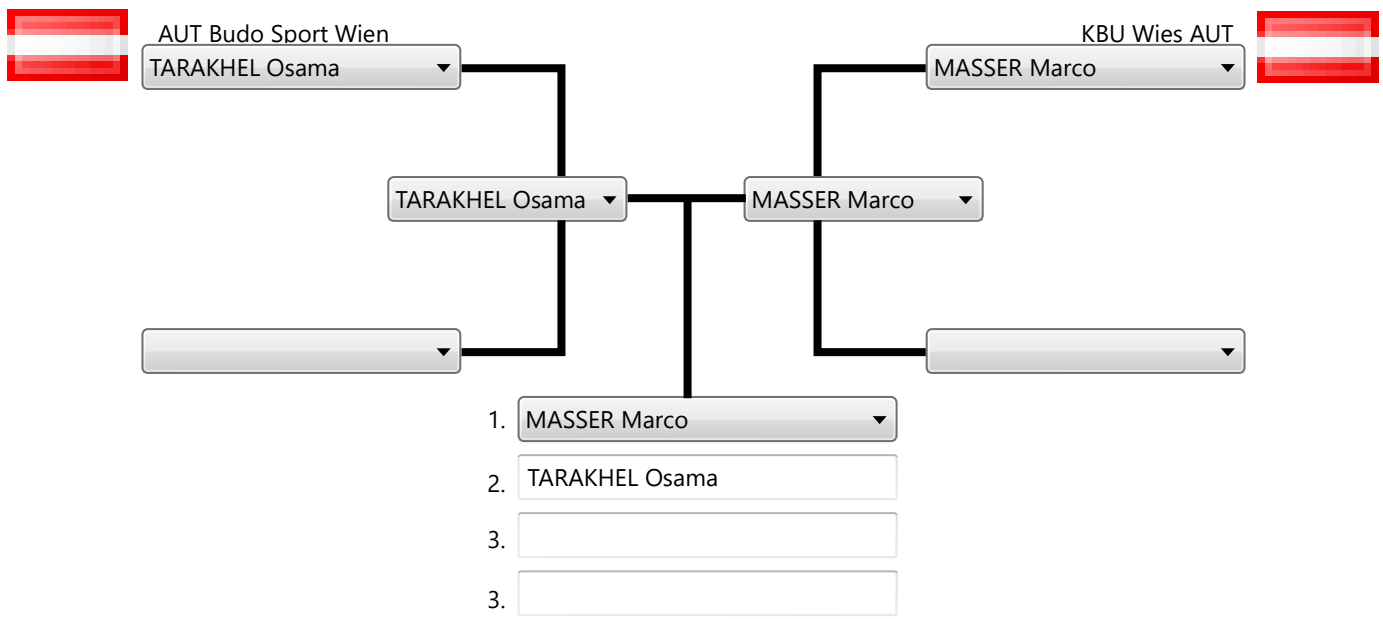 AUT Budo Sport Wien
KBU Wies AUT
TARAKHEL Osama
MASSER Marco
TARAKHEL Osama
MASSER Marco
1. MASSER Marco
2. TARAKHEL Osama
3.
3.